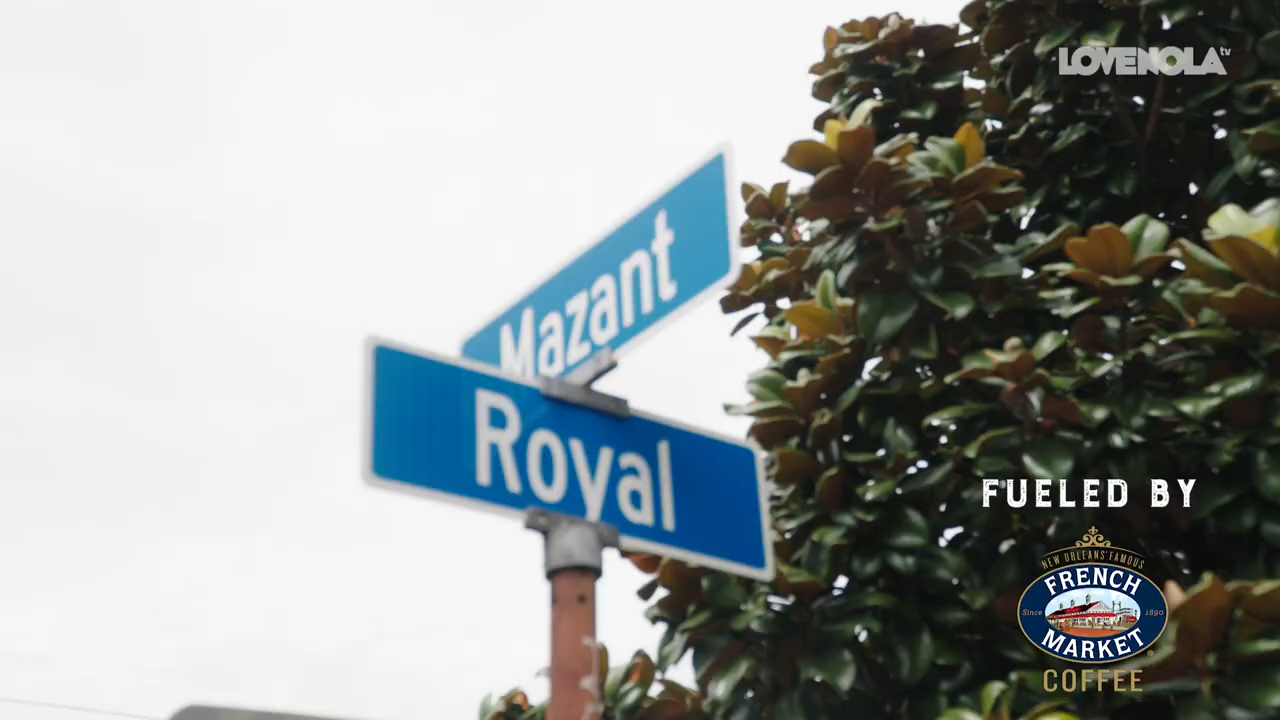 LOVENOLA tv
Mazant
Royal
FUELED BY
NEW ORLEANS' FAMOUS
FRENCH
Since 1890
MARKET
COFFEE